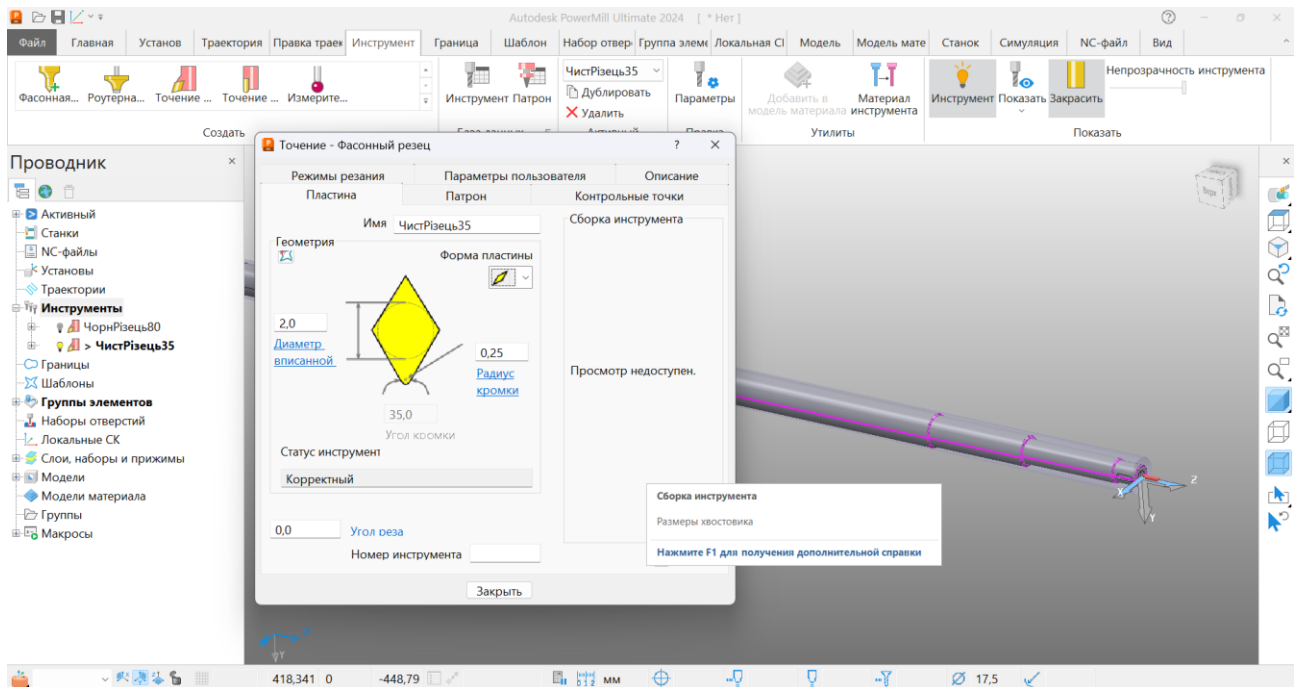 Autodesk PowerMill Ultimate 2024 [ * Нет ]
Файл Главная Установ Траектория Правка траек Инструмент Граница Шаблон Набор отвер Группа элеме Локальная СІ Модель Модель мате Станок Симуляция NC-файл Вид
Фасонная... Роутерна... Точение ... Точение ... Измерите...
Создать
Инструмент Патрон
База данных
ЧистРізець35
Дублировать
Удалить
Активный
Параметры
Правка
Добавить в модель материала
Материал инструмента
Утилиты
Инструмент Показать Закрасить
Непрозрачность инструмента
Показать
Проводник
Активный
Станки
NC-файлы
Установы
Траектории
Инструменты
ЧорнРізець80
> ЧистРізець35
Границы
Шаблоны
Группы элементов
Наборы отверстий
Локальные СК
Слои, наборы и прижимы
Модели
Модели материала
Группы
Макросы
Точение - Фасонный резец ?
Режимы резания Параметры пользователя Описание
Пластина Патрон Контрольные точки
Имя ЧистРізець35
Сборка инструмента
Геометрия
Форма пластины
2,0
Диаметр
вписанной
0,25
Радиус
кромки
35,0
Угол кромки
Просмотр недоступен.
Статус инструмент
Корректный
0,0 Угол реза
Номер инструмента
Закрыть
Сборка инструмента
Размеры хвостовика
Нажмите F1 для получения дополнительной справки
Верх
X
Y
Z
Y
418,341 0 -448,79 мм 17,5